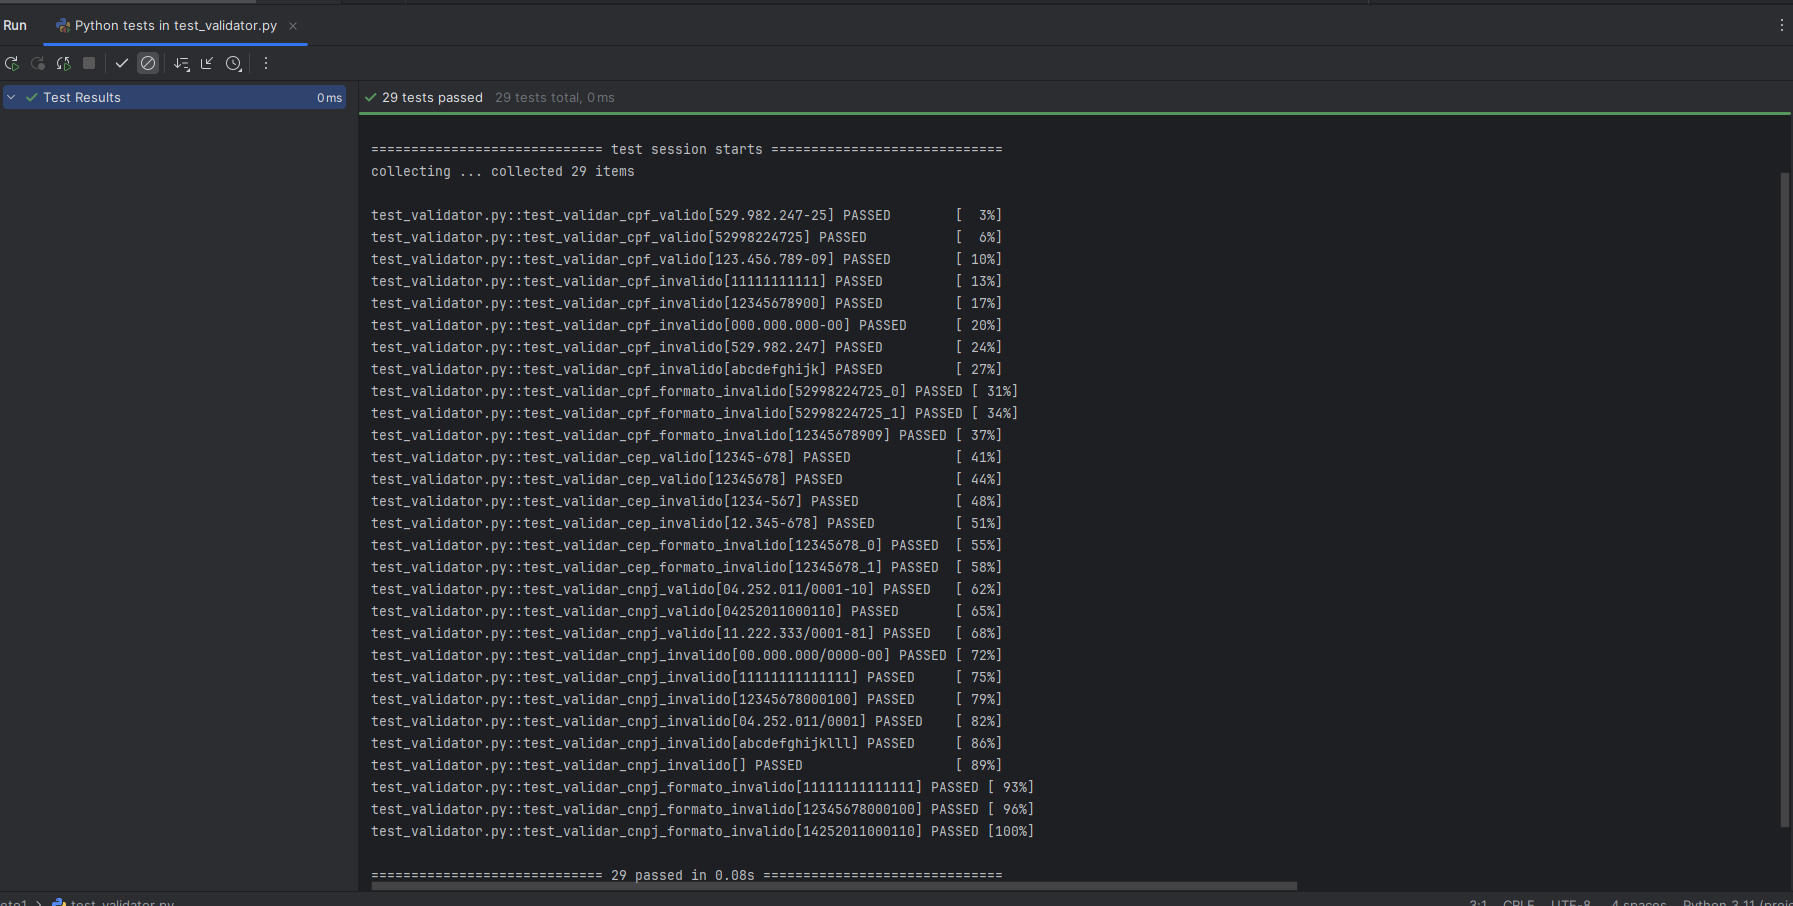 Run Python tests in test_validator.py
Test Results 0 ms
29 tests passed 29 tests total, 0 ms
============================= test session starts =============================
collecting ... collected 29 items
test_validator.py::test_validar_cpf_valido[529.982.247-25] PASSED        [  3%]
test_validator.py::test_validar_cpf_valido[52998224725] PASSED           [  6%]
test_validator.py::test_validar_cpf_valido[123.456.789-09] PASSED        [ 10%]
test_validator.py::test_validar_cpf_invalido[11111111111] PASSED         [ 13%]
test_validator.py::test_validar_cpf_invalido[12345678900] PASSED         [ 17%]
test_validator.py::test_validar_cpf_invalido[000.000.000-00] PASSED      [ 20%]
test_validator.py::test_validar_cpf_invalido[529.982.247] PASSED         [ 24%]
test_validator.py::test_validar_cpf_invalido[abcdefghijk] PASSED         [ 27%]
test_validator.py::test_validar_cpf_formato_invalido[52998224725_0] PASSED [ 31%]
test_validator.py::test_validar_cpf_formato_invalido[52998224725_1] PASSED [ 34%]
test_validator.py::test_validar_cpf_formato_invalido[12345678909] PASSED [ 37%]
test_validator.py::test_validar_cep_valido[12345-678] PASSED             [ 41%]
test_validator.py::test_validar_cep_valido[12345678] PASSED              [ 44%]
test_validator.py::test_validar_cep_invalido[1234-567] PASSED            [ 48%]
test_validator.py::test_validar_cep_invalido[12.345-678] PASSED          [ 51%]
test_validator.py::test_validar_cep_formato_invalido[12345678_0] PASSED  [ 55%]
test_validator.py::test_validar_cep_formato_invalido[12345678_1] PASSED  [ 58%]
test_validator.py::test_validar_cnpj_valido[04.252.011/0001-10] PASSED   [ 62%]
test_validator.py::test_validar_cnpj_valido[04252011000110] PASSED       [ 65%]
test_validator.py::test_validar_cnpj_valido[11.222.333/0001-81] PASSED   [ 68%]
test_validator.py::test_validar_cnpj_invalido[00.000.000/0000-00] PASSED [ 72%]
test_validator.py::test_validar_cnpj_invalido[11111111111111] PASSED     [ 75%]
test_validator.py::test_validar_cnpj_invalido[12345678000100] PASSED     [ 79%]
test_validator.py::test_validar_cnpj_invalido[04.252.011/0001] PASSED    [ 82%]
test_validator.py::test_validar_cnpj_invalido[abcdefghijklll] PASSED     [ 86%]
test_validator.py::test_validar_cnpj_invalido[] PASSED                   [ 89%]
test_validator.py::test_validar_cnpj_formato_invalido[11111111111111] PASSED [ 93%]
test_validator.py::test_validar_cnpj_formato_invalido[12345678000100] PASSED [ 96%]
test_validator.py::test_validar_cnpj_formato_invalido[14252011000110] PASSED [100%]
============================= 29 passed in 0.08s ==============================
eto1 > test_validator.py 3:1 CRLF UTF-8 4 spaces Python 3.11 (proje